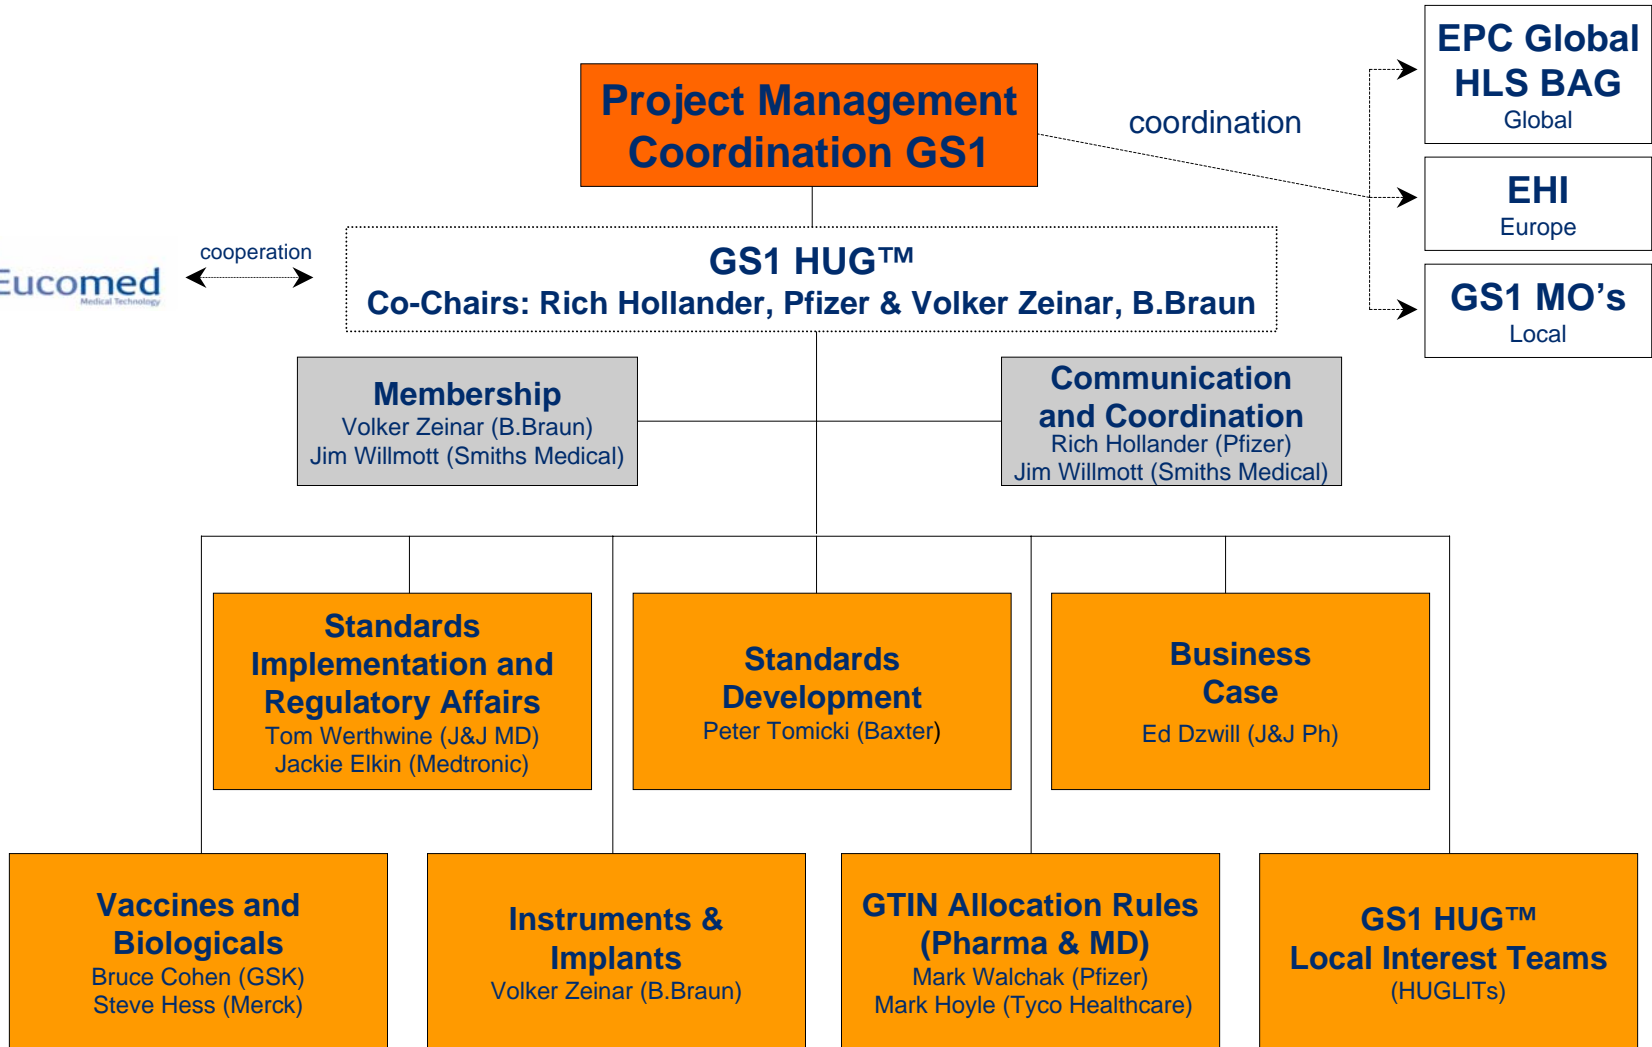 EPC Global
HLS BAG
Global
Project Management
Coordination GS1
coordination
EHI
Europe
Eucomed
Medical Technology
cooperation
GS1 HUG™
Co-Chairs: Rich Hollander, Pfizer & Volker Zeinar, B.Braun
GS1 MO’s
Local
Membership
Volker Zeinar (B.Braun)
Jim Willmott (Smiths Medical)
Communication
and Coordination
Rich Hollander (Pfizer)
Jim Willmott (Smiths Medical)
Standards
Implementation and
Regulatory Affairs
Tom Werthwine (J&J MD)
Jackie Elkin (Medtronic)
Standards
Development
Peter Tomicki (Baxter)
Business
Case
Ed Dzwill (J&J Ph)
Vaccines and
Biologicals
Bruce Cohen (GSK)
Steve Hess (Merck)
Instruments &
Implants
Volker Zeinar (B.Braun)
GTIN Allocation Rules
(Pharma & MD)
Mark Walchak (Pfizer)
Mark Hoyle (Tyco Healthcare)
GS1 HUG™
Local Interest Teams
(HUGLITs)